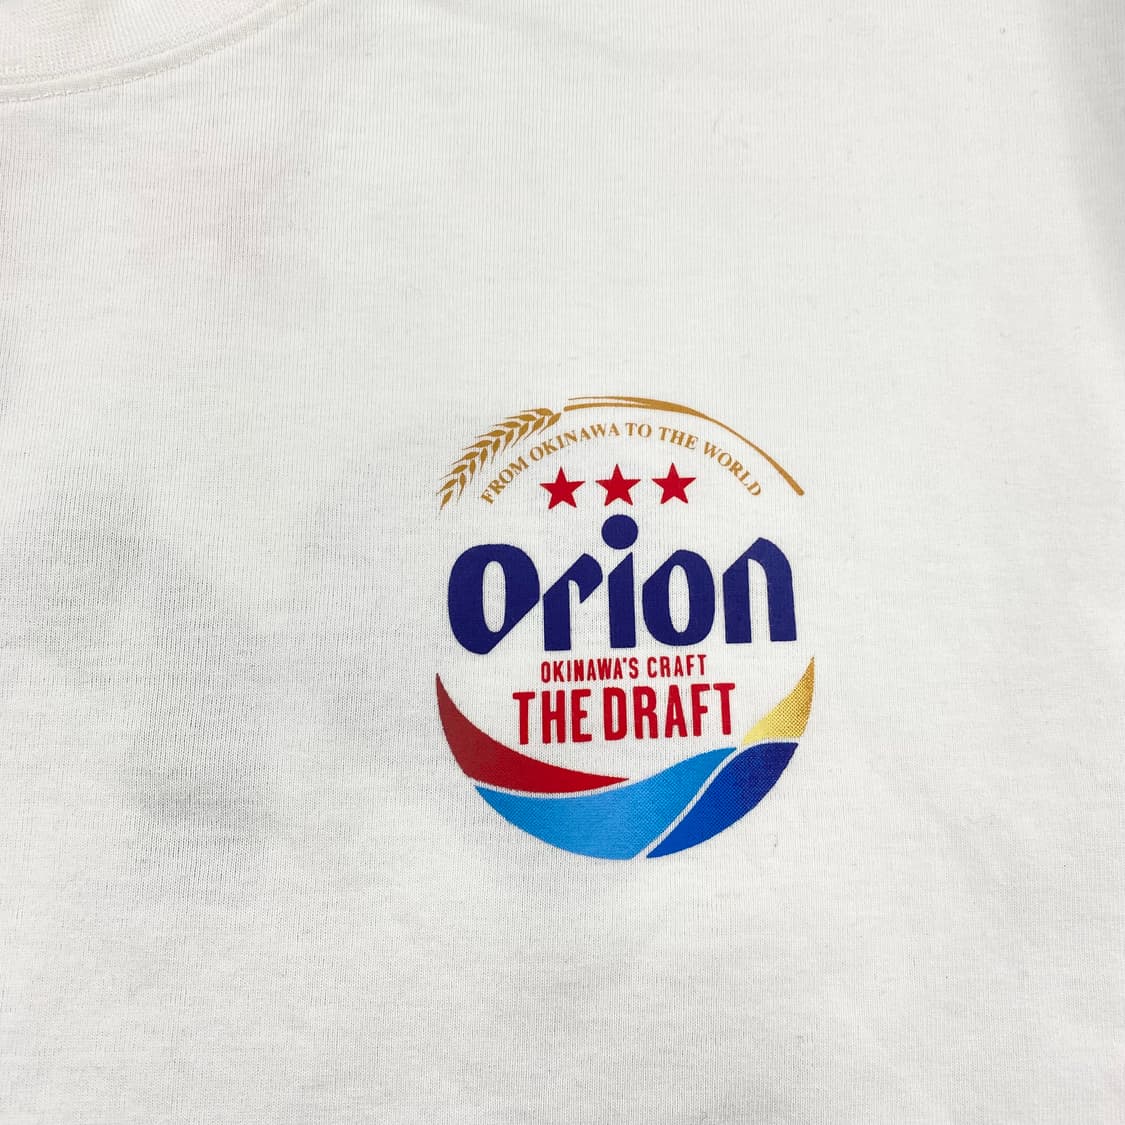 FROM OKINAWA TO THE WORLD
Orion
OKINAWA'S CRAFT
THE DRAFT